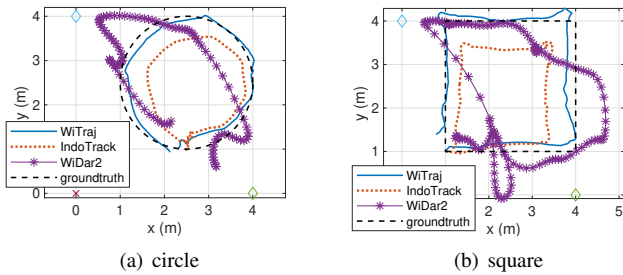 4
3
2
1
0
y (m)
WiTraj
IndoTrack
WiDar2
groundtruth
0 1 2 3 4
x (m)
(a) circle
4
3
2
1
0
y (m)
WiTraj
IndoTrack
WiDar2
groundtruth
2 3 4 5
x (m)
(b) square